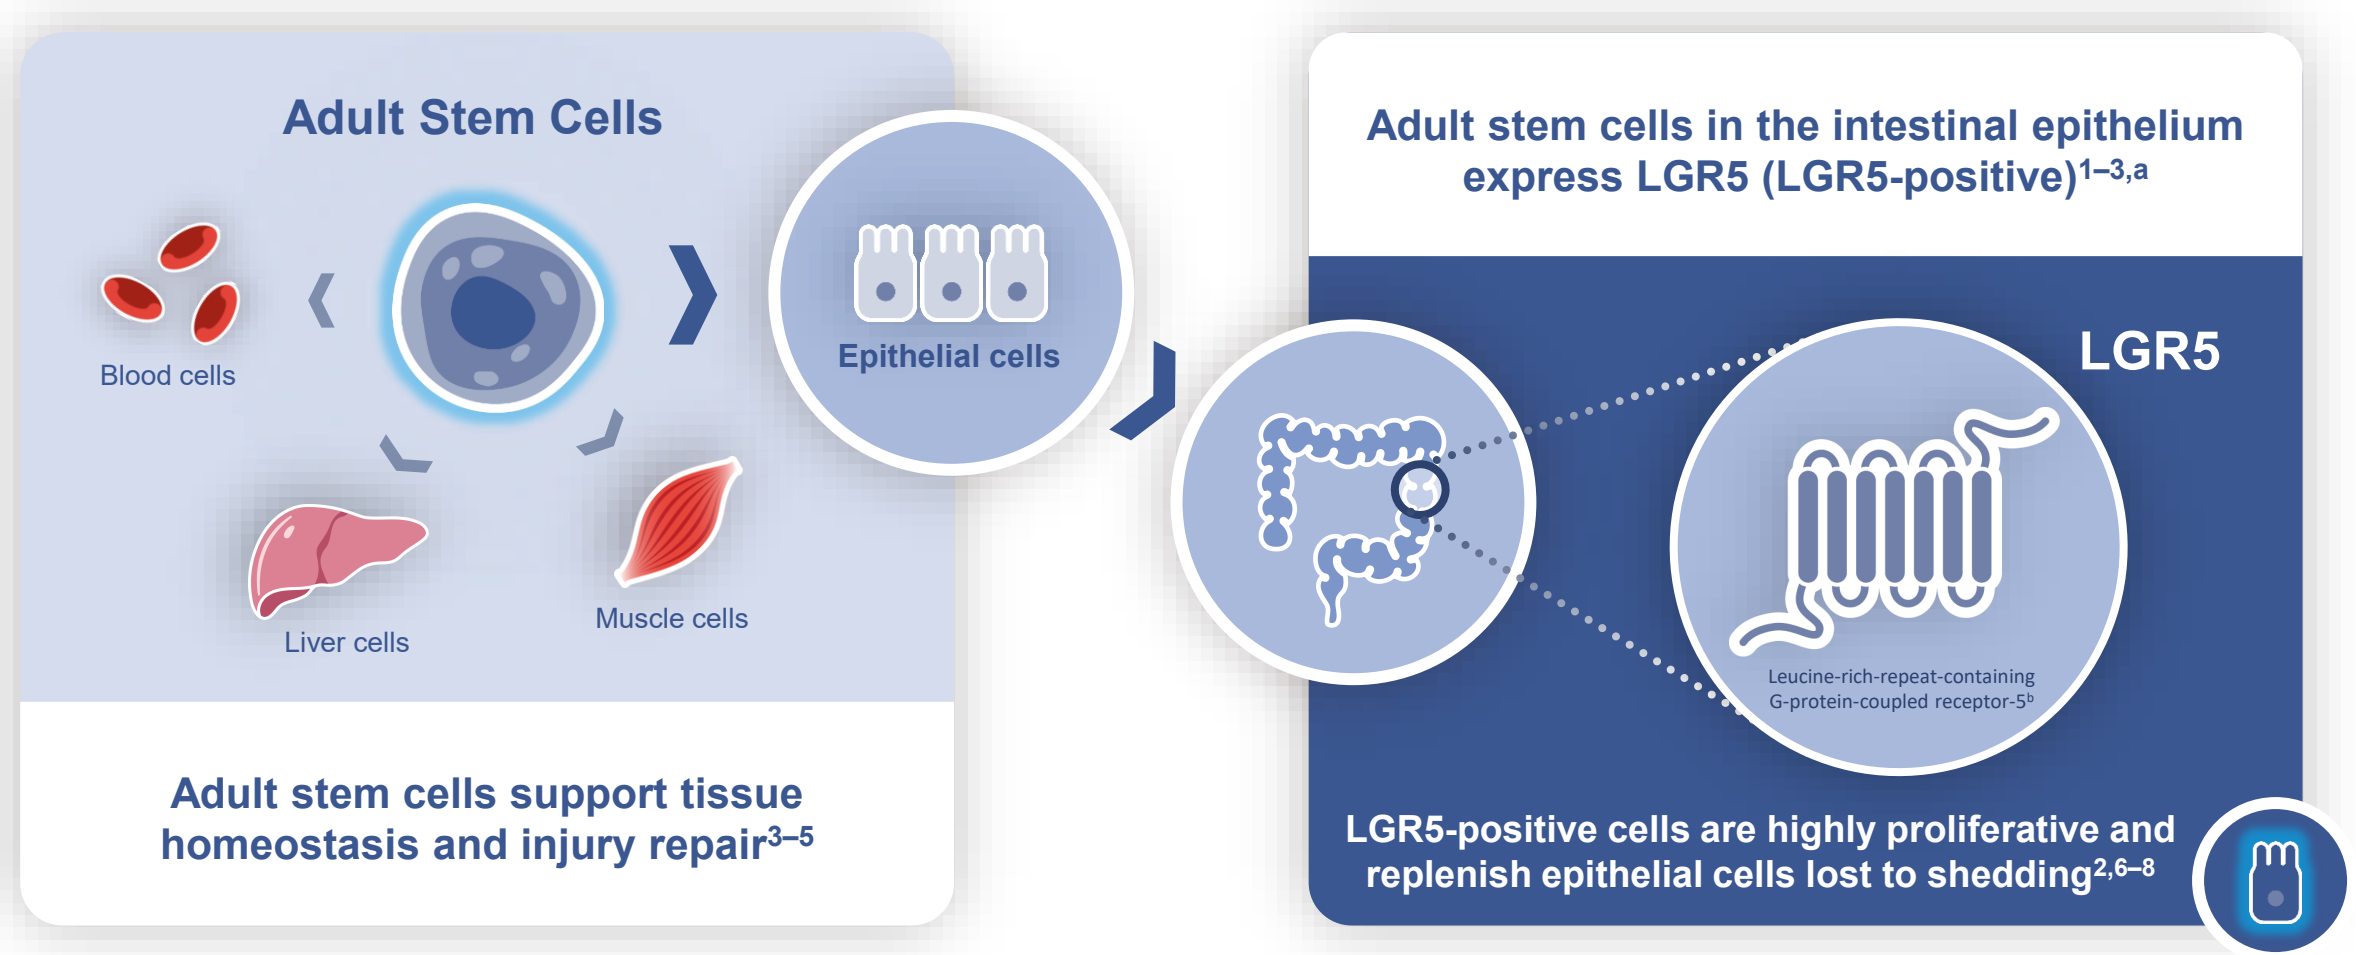 Adult Stem Cells
Blood cells
Liver cells
Muscle cells
Epithelial cells
Adult stem cells support tissue
homeostasis and injury repair³⁻⁵
Adult stem cells in the intestinal epithelium
express LGR5 (LGR5-positive)¹⁻³,ᵃ
LGR5
Leucine-rich-repeat-containing
G-protein-coupled receptor-5ᵇ
LGR5-positive cells are highly proliferative and
replenish epithelial cells lost to shedding²,⁶⁻⁸